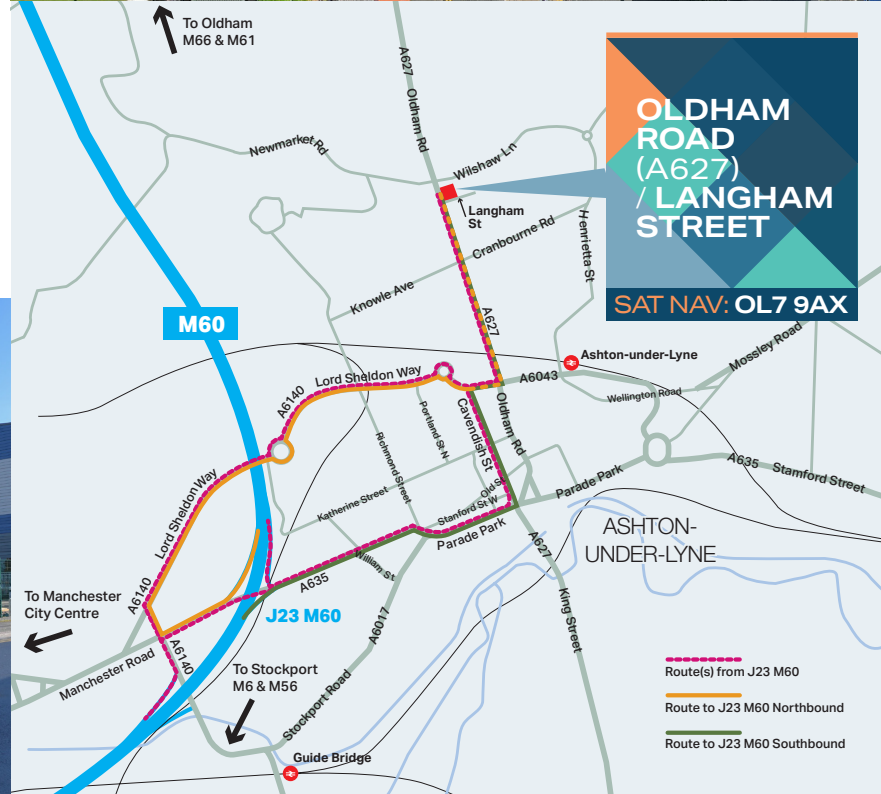 To Oldham
M66 & M61
A627
Oldham Rd
Newmarket Rd
Wilshaw Ln
OLDHAM
ROAD
(A627)
/ LANGHAM
STREET
SAT NAV: OL7 9AX
Langham
St
Cranbourne Rd
Henrietta St
Knowle Ave
A627
M60
Ashton-under-Lyne
Mossley Road
Lord Sheldon Way
A6140
A6043
Wellington Road
Portland St N
Cavendish St
Oldham Rd
Richmond Street
A635
Stamford Street
Lord Sheldon Way
Katherine Street
Old S
Stanford St W
Parade Park
Parade Park
ASHTON-
UNDER-LYNE
William St
A627
A635
A6140
To Manchester
City Centre
J23 M60
A6017
King Street
Manchester Road
A6140
To Stockport
M6 & M56
Stockport Road
Guide Bridge
Route(s) from J23 M60
Route to J23 M60 Northbound
Route to J23 M60 Southbound